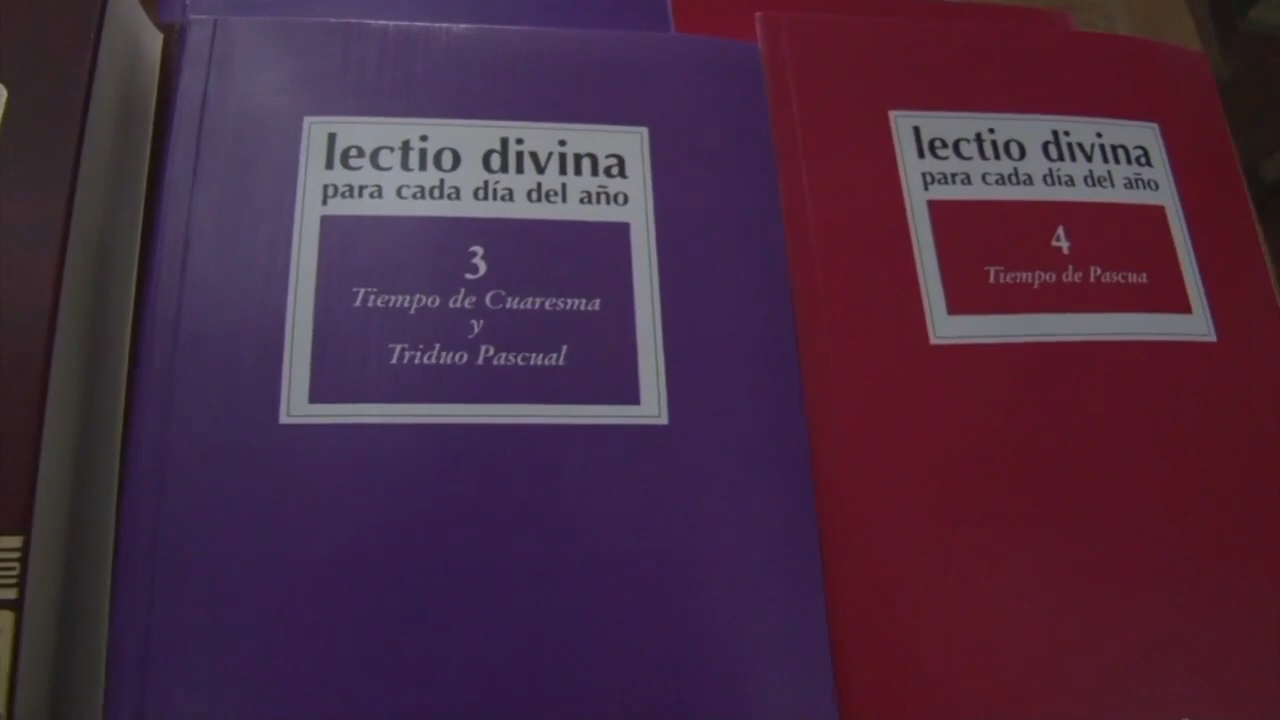 lectio divina
para cada día del año
3
Tiempo de Cuaresma
y
Triduo Pascual
lectio divina
para cada día del año
4
Tiempo de Pascua